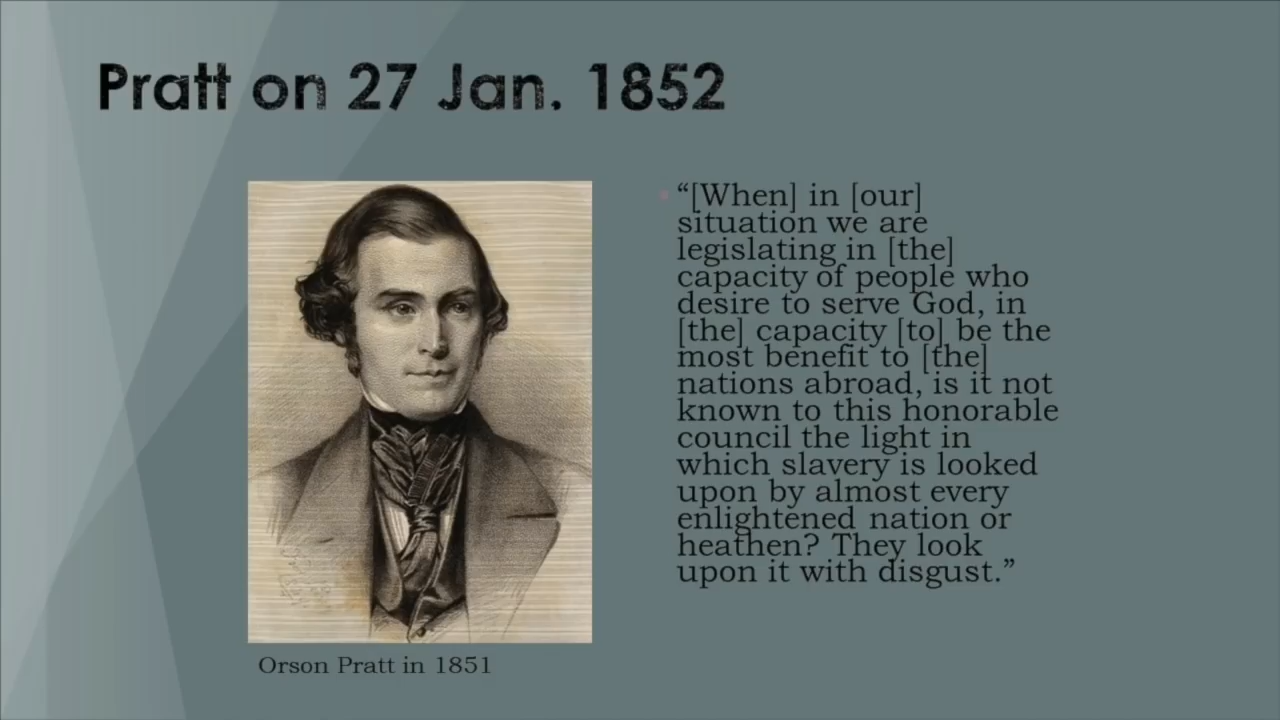 Pratt on 27 Jan. 1852
“[When] in [our]
situation we are
legislating in [the]
capacity of people who
desire to serve God, in
[the] capacity [to] be the
most benefit to [the]
nations abroad, is it not
known to this honorable
council the light in
which slavery is looked
upon by almost every
enlightened nation or
heathen? They look
upon it with disgust.”
Orson Pratt in 1851